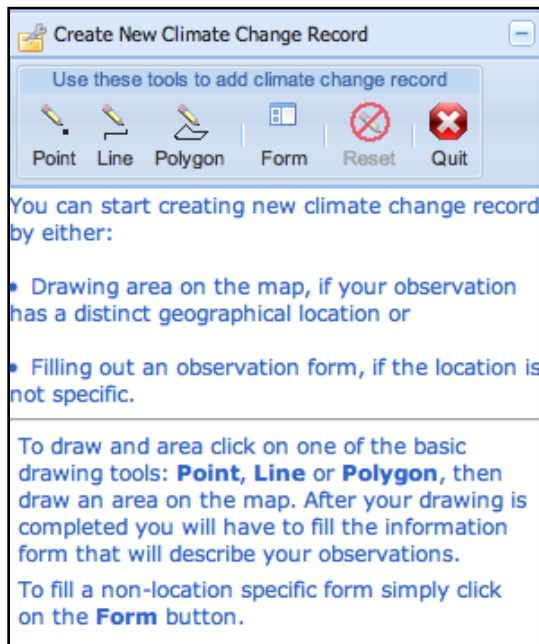 Create New Climate Change Record
Use these tools to add climate change record
Point Line Polygon Form Reset Quit
You can start creating new climate change record
by either:
• Drawing area on the map, if your observation
has a distinct geographical location or
• Filling out an observation form, if the location is
not specific.
To draw and area click on one of the basic
drawing tools: Point, Line or Polygon, then
draw an area on the map. After your drawing is
completed you will have to fill the information
form that will describe your observations.
To fill a non-location specific form simply click
on the Form button.